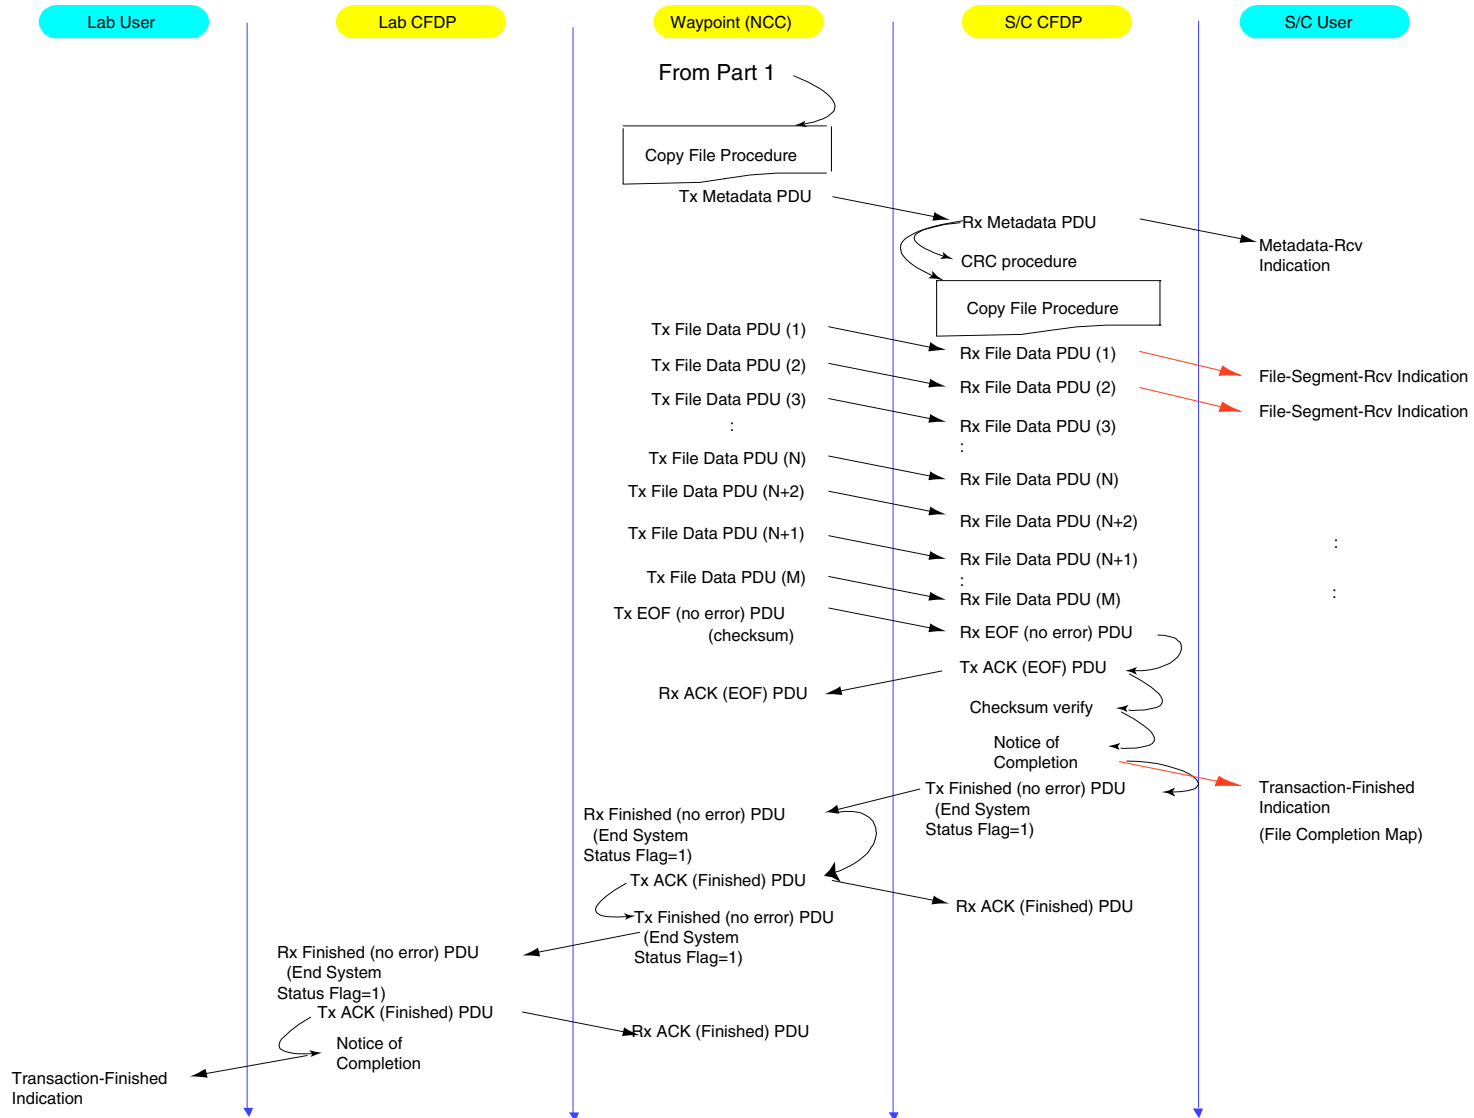 Lab User
Lab CFDP
Waypoint (NCC)
S/C CFDP
S/C User
From Part 1
Copy File Procedure
Tx Metadata PDU
Rx Metadata PDU
Metadata-Rcv
Indication
CRC procedure
Copy File Procedure
Tx File Data PDU (1)
Rx File Data PDU (1)
File-Segment-Rcv Indication
Tx File Data PDU (2)
Rx File Data PDU (2)
File-Segment-Rcv Indication
Tx File Data PDU (3)
Rx File Data PDU (3)
:
:
Tx File Data PDU (N)
Rx File Data PDU (N)
Tx File Data PDU (N+2)
Rx File Data PDU (N+2)
Tx File Data PDU (N+1)
Rx File Data PDU (N+1)
:
:
Tx File Data PDU (M)
Rx File Data PDU (M)
:
Tx EOF (no error) PDU
(checksum)
Rx EOF (no error) PDU
Tx ACK (EOF) PDU
Rx ACK (EOF) PDU
Checksum verify
Notice of
Completion
Transaction-Finished
Indication
(File Completion Map)
Tx Finished (no error) PDU
(End System
Status Flag=1)
Rx Finished (no error) PDU
(End System
Status Flag=1)
Tx ACK (Finished) PDU
Rx ACK (Finished) PDU
Tx Finished (no error) PDU
(End System
Status Flag=1)
Rx Finished (no error) PDU
(End System
Status Flag=1)
Tx ACK (Finished) PDU
Rx ACK (Finished) PDU
Notice of
Completion
Transaction-Finished
Indication